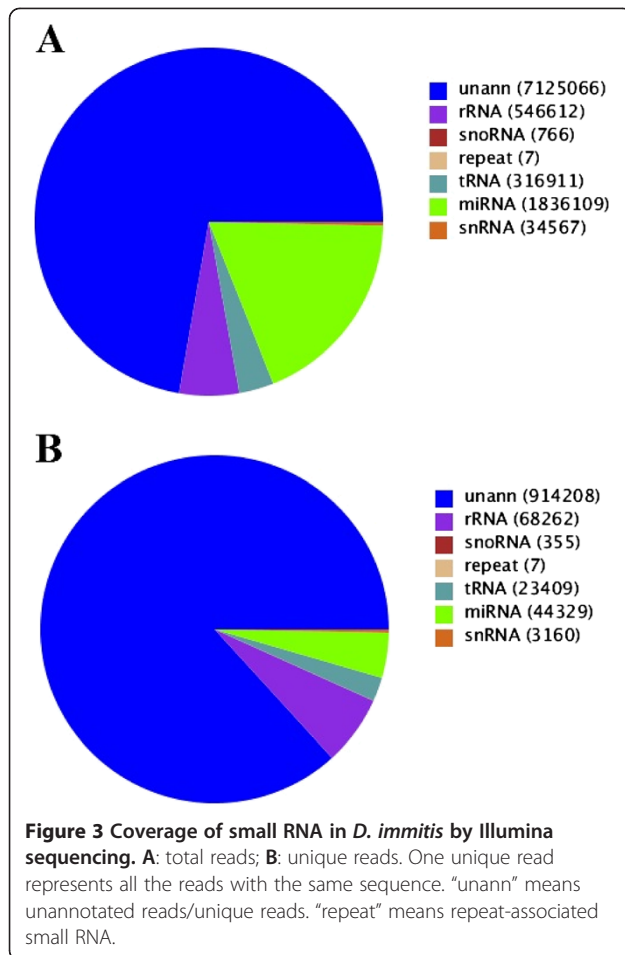 A
unann (7125066)
rRNA (546612)
snoRNA (766)
repeat (7)
tRNA (316911)
miRNA (1836109)
snRNA (34567)
B
unann (914208)
rRNA (68262)
snoRNA (355)
repeat (7)
tRNA (23409)
miRNA (44329)
snRNA (3160)
Figure 3 Coverage of small RNA in D. immitis by Illumina
sequencing. A: total reads; B: unique reads. One unique read
represents all the reads with the same sequence. “unann” means
unannotated reads/unique reads. “repeat” means repeat-associated
small RNA.